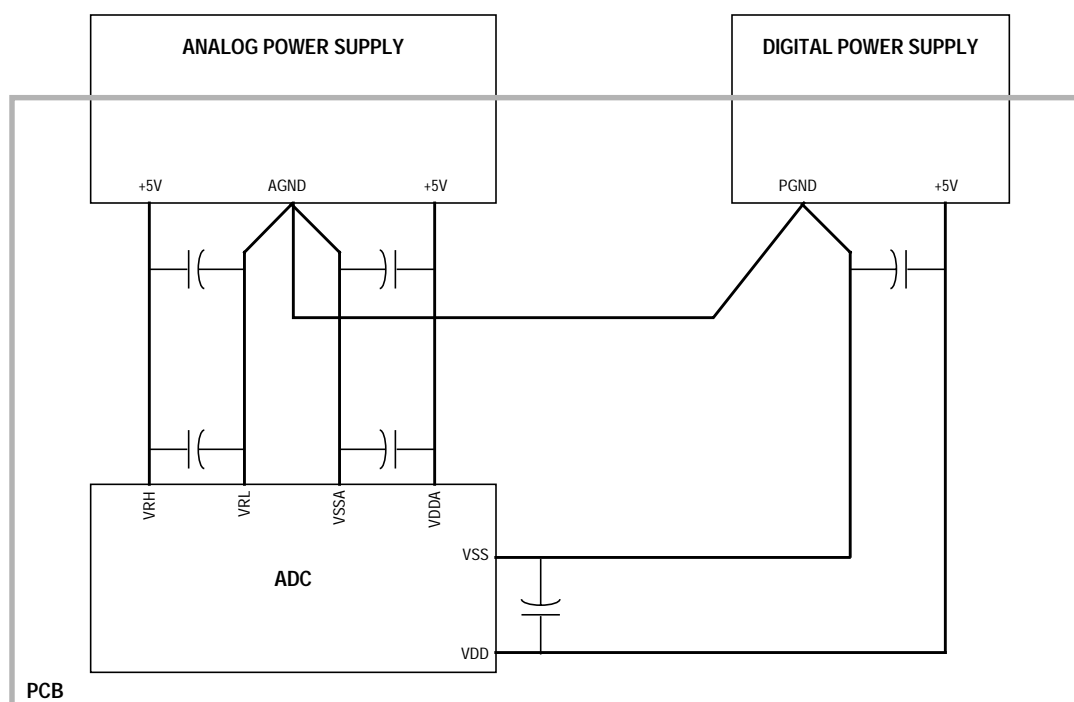 ANALOG POWER SUPPLY
DIGITAL POWER SUPPLY
+5V
AGND
+5V
PGND
+5V
VRH
VRL
VSSA
VDDA
VSS
ADC
VDD
PCB